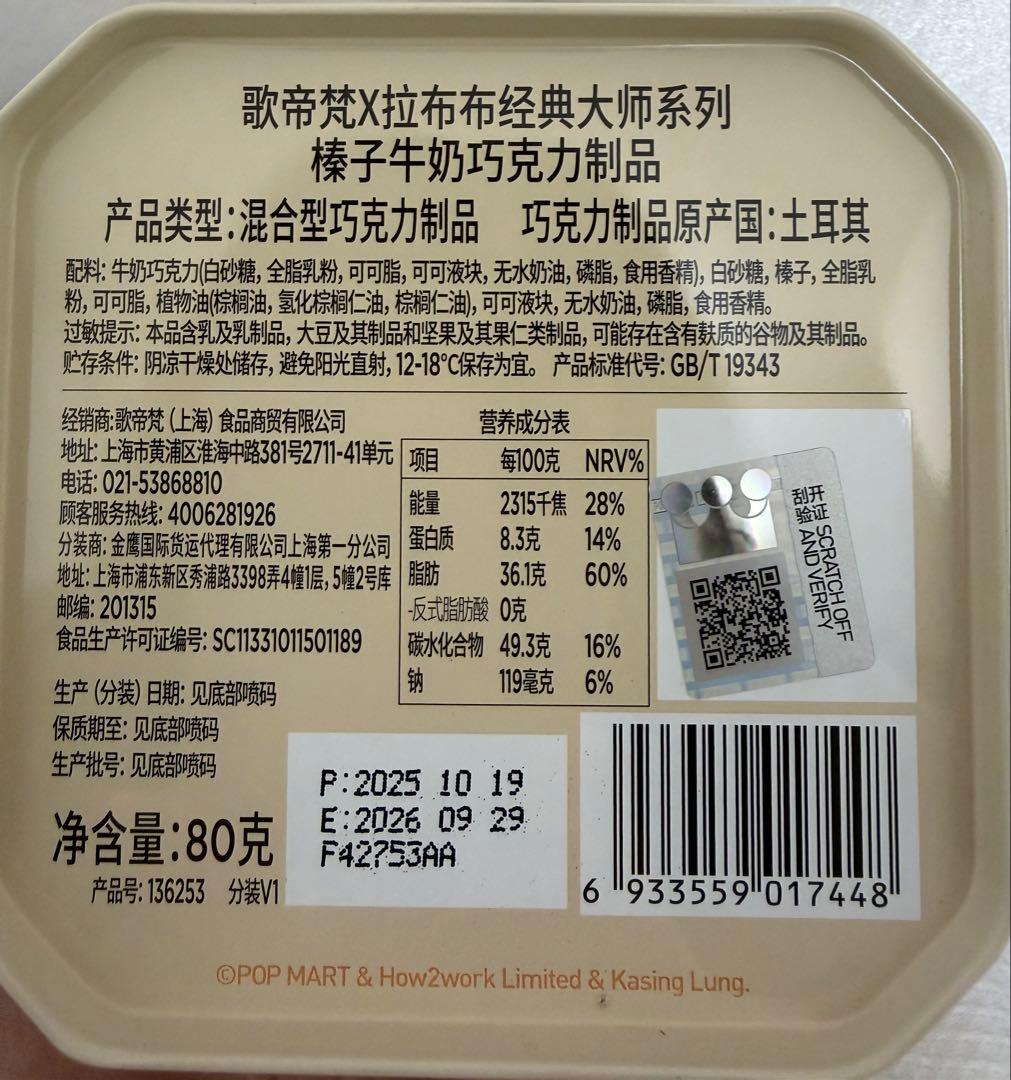 歌帝梵X拉布布经典大师系列
榛子牛奶巧克力制品
产品类型:混合型巧克力制品 巧克力制品原产国:土耳其
配料: 牛奶巧克力(白砂糖, 全脂乳粉, 可可脂, 可可液块, 无水奶油, 磷脂, 食用香精), 白砂糖, 榛子, 全脂乳
粉, 可可脂, 植物油(棕榈油, 氢化棕榈仁油, 棕榈仁油), 可可液块, 无水奶油, 磷脂, 食用香精。
过敏提示: 本品含乳及乳制品, 大豆及其制品和坚果及其果仁类制品, 可能存在含有麸质的谷物及其制品。
贮存条件: 阴凉干燥处储存, 避免阳光直射, 12-18°C保存为宜。 产品标准代号: GB/T 19343
经销商:歌帝梵 (上海) 食品商贸有限公司
地址: 上海市黄浦区淮海中路381号2711-41单元
电话: 021-53868810
顾客服务热线: 4006281926
分装商: 金鹰国际货运代理有限公司上海第一分公司
地址: 上海市浦东新区秀浦路3398弄4幢1层, 5幢2号库
邮编: 201315
食品生产许可证编号: SC11331011501189
生产 (分装) 日期: 见底部喷码
保质期至: 见底部喷码
生产批号: 见底部喷码
净含量:80克
产品号: 136253 分装V1
营养成分表
项目 每100克 NRV%
能量 2315千焦 28%
蛋白质 8.3克 14%
脂肪 36.1克 60%
-反式脂肪酸 0克
碳水化合物 49.3克 16%
钠 119毫克 6%
刮开
验证
SCRATCH OFF
AND VERIFY
P:2025 10 19
E:2026 09 29
F42753AA
6 933559 017448
©POP MART & How2work Limited & Kasing Lung.